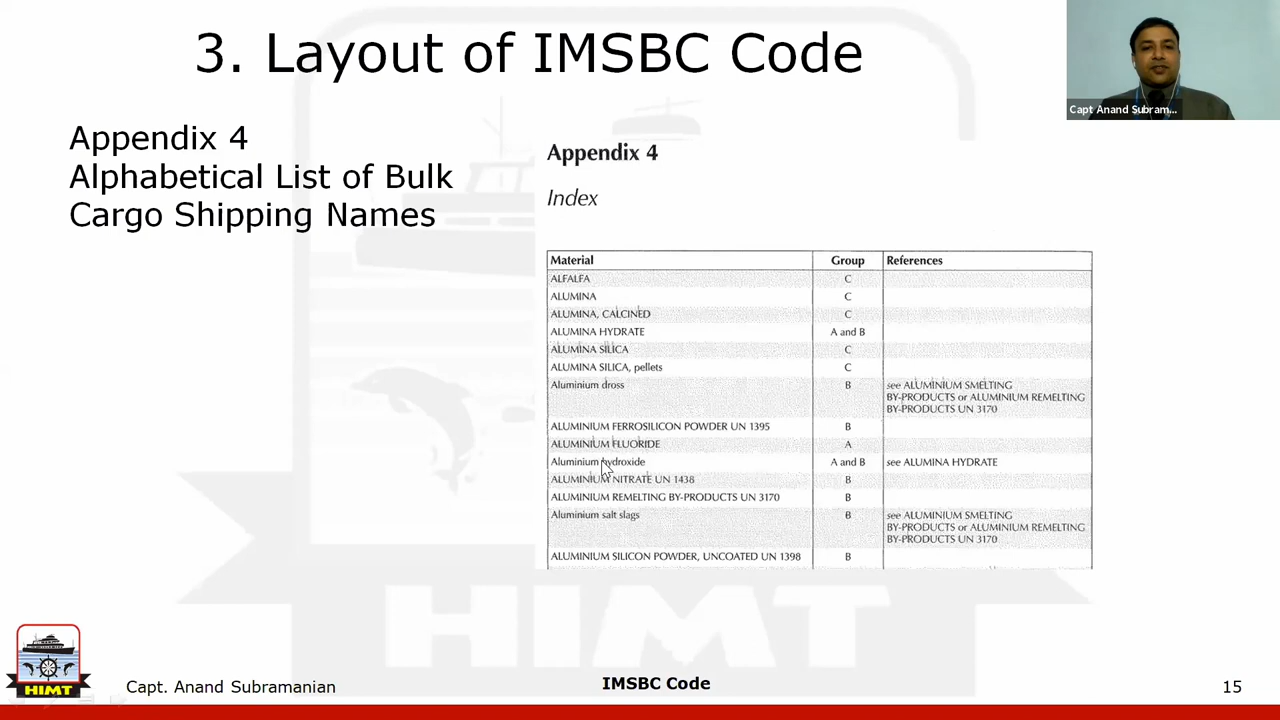 3. Layout of IMSBC Code
Capt Anand Subram...
Appendix 4
Alphabetical List of Bulk
Cargo Shipping Names
Appendix 4
Index
Material Group References
ALFALFA C
ALUMINA C
ALUMINA, CALCINED C
ALUMINA HYDRATE A and B
ALUMINA SILICA C
ALUMINA SILICA, pellets C
Aluminium dross B see ALUMINIUM SMELTING
BY-PRODUCTS or ALUMINIUM REMELTING
BY-PRODUCTS UN 3170
ALUMINIUM FERROSILICON POWDER UN 1395 B
ALUMINIUM FLUORIDE A
Aluminium hydroxide A and B see ALUMINA HYDRATE
ALUMINIUM NITRATE UN 1438 B
ALUMINIUM REMELTING BY-PRODUCTS UN 3170 B
Aluminium salt slags B see ALUMINIUM SMELTING
BY-PRODUCTS or ALUMINIUM REMELTING
BY-PRODUCTS UN 3170
ALUMINIUM SILICON POWDER, UNCOATED UN 1398 B
HIMT
HIMT
Capt. Anand Subramanian
IMSBC Code
15